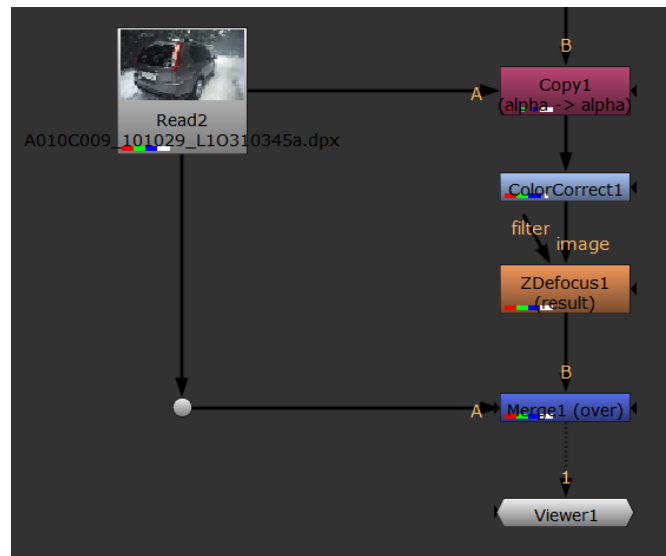 B
Read2
A010C009_101029_L1O310345a.dpx
A
Copy1
(alpha -> alpha)
ColorCorrect1
filter
image
ZDefocus1
(result)
B
A
Merge1 (over)
1
Viewer1